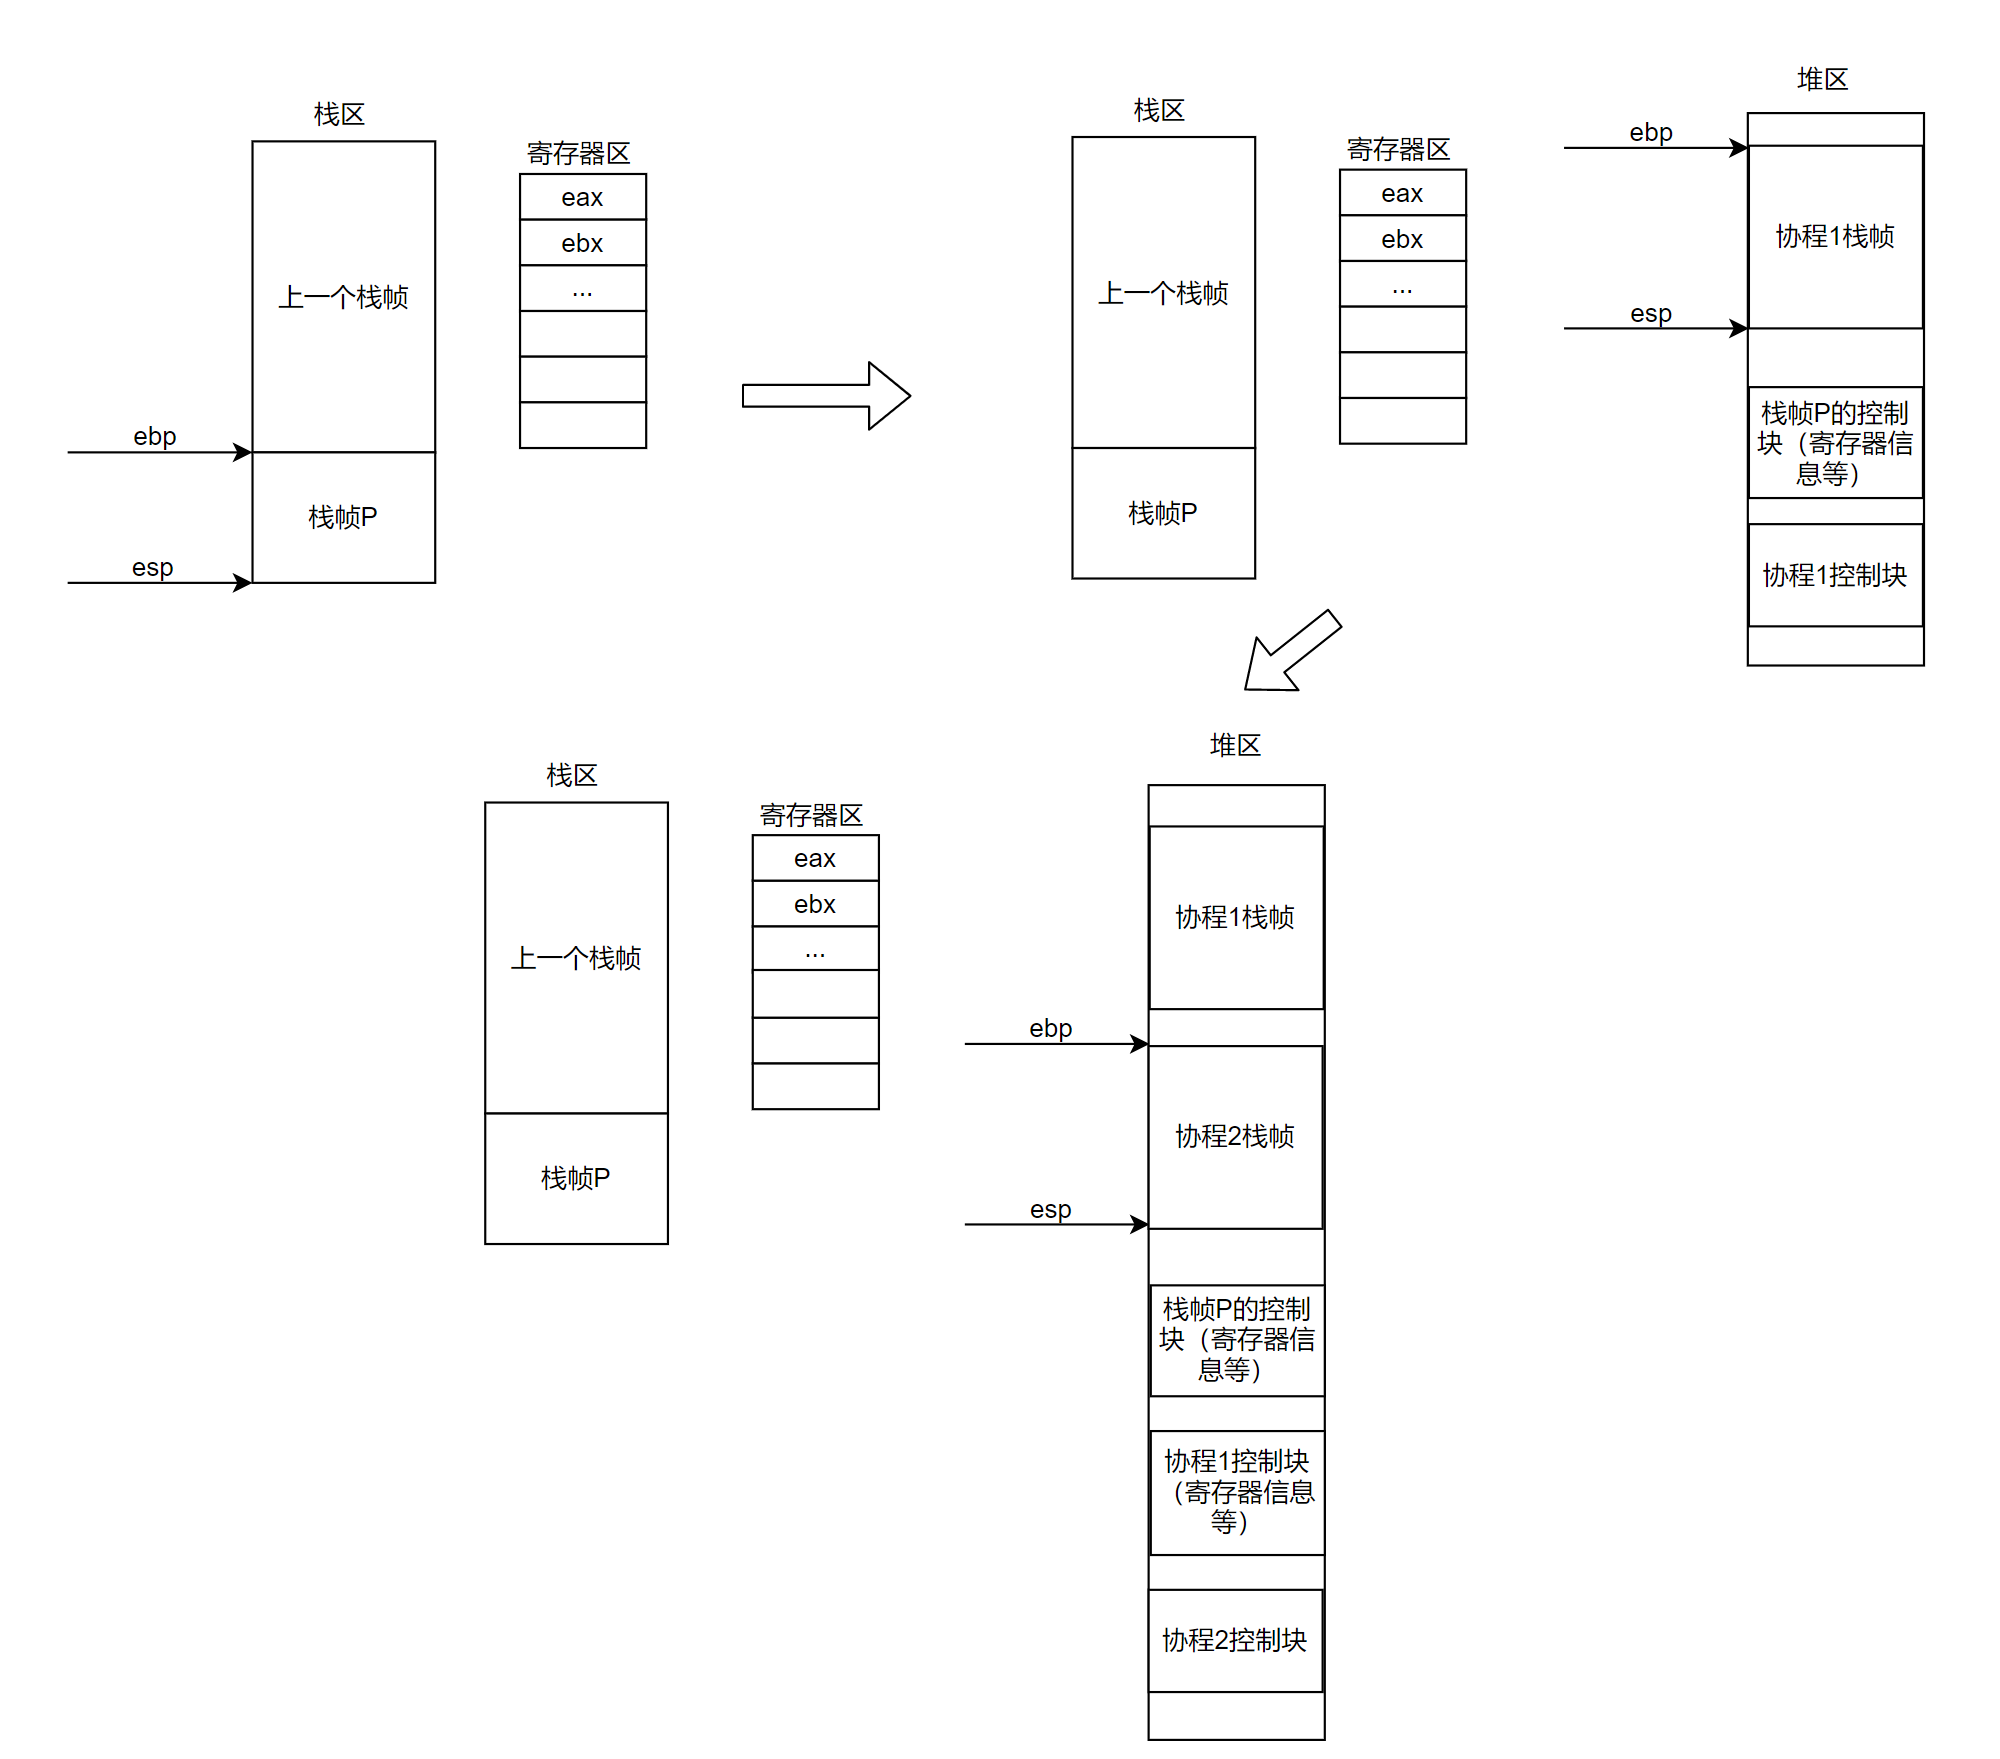 栈区
寄存器区
eax
ebx
...
上一个栈帧
ebp
栈帧P
esp
栈区
寄存器区
eax
ebx
...
上一个栈帧
栈帧P
堆区
ebp
协程1栈帧
esp
栈帧P的控制
块（寄存器信
息等）
协程1控制块
栈区
寄存器区
eax
ebx
...
上一个栈帧
栈帧P
堆区
协程1栈帧
ebp
协程2栈帧
esp
栈帧P的控制
块（寄存器信
息等）
协程1控制块
（寄存器信息
等）
协程2控制块